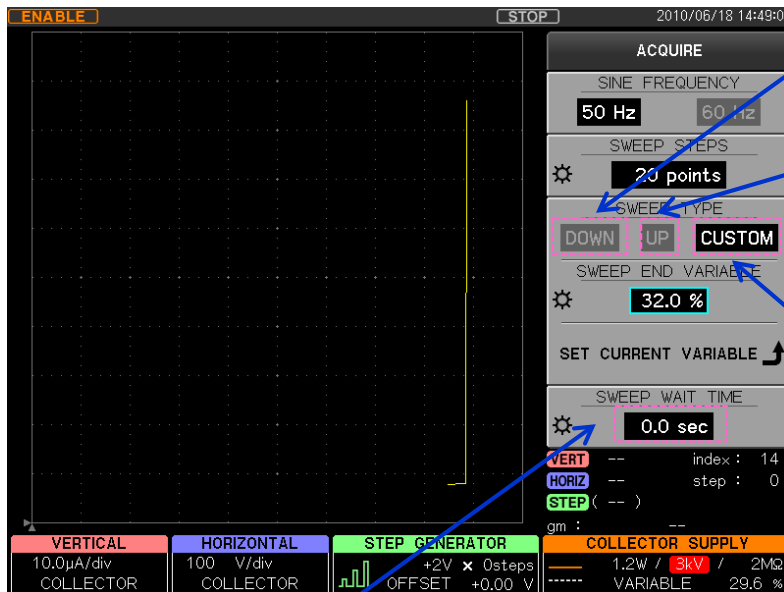 ENABLE STOP 2010/06/18 14:49:0
ACQUIRE
SINE FREQUENCY
50 Hz 60 Hz
SWEEP STEPS
20 points
SWEEP TYPE
DOWN UP CUSTOM
SWEEP END VARIABLE
32.0 %
SET CURRENT VARIABLE
SWEEP WAIT TIME
0.0 sec
VERT -- index: 14
HORIZ -- step: 0
STEP ( -- )
gm : --
VERTICAL HORIZONTAL STEP GENERATOR COLLECTOR SUPPLY
10.0µA/div 100 V/div +2V × 0steps 1.2W / 3kV / 2MΩ
COLLECTOR COLLECTOR OFFSET +0.00 V VARIABLE 29.6 %